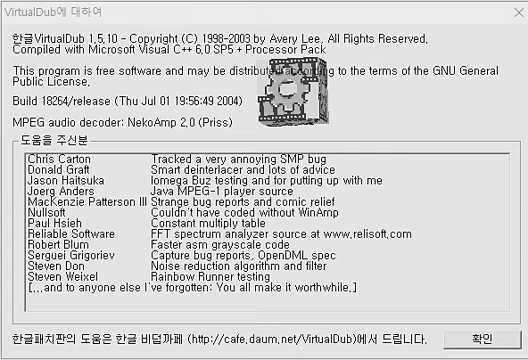 VirtualDub에 대하여
한글VirtualDub 1,5,10 - Copyright (C) 1998-2003 by Avery Lee, All Rights Reserved,
Compiled with Microsoft Visual C++ 6,0 SP5 + Processor Pack
This program is free software and may be distributed according to the terms of the GNU General
Public License,
Build 18264/release (Thu Jul 01 19:56:49 2004)
MPEG audio decoder: NekoAmp 2,0 (Priss)
도움을 주신분
Chris Carton Tracked a very annoying SMP bug
Donald Graft Smart deinterlacer and lots of advice
Jason Haitsuka Iomega Buz testing and for putting up with me
Joerg Anders Java MPEG-1 player source
MacKenzie Patterson III Strange bug reports and comic relief
Nullsoft Couldn't have coded without WinAmp
Paul Hsieh Constant multiply table
Reliable Software FFT spectrum analyzer source at www,relisoft,com
Robert Blum Faster asm grayscale code
Serguei Grigoriev Capture bug reports, OpenDML spec
Steven Don Noise reduction algorithm and filter
Steven Weixel Rainbow Runner testing
[,,,and to anyone else I've forgotten: You all make it worthwhile,]
한글패치판의 도움은 한글 비덥까페 (http://cafe,daum,net/VirtualDub)에서 드립니다, 확인